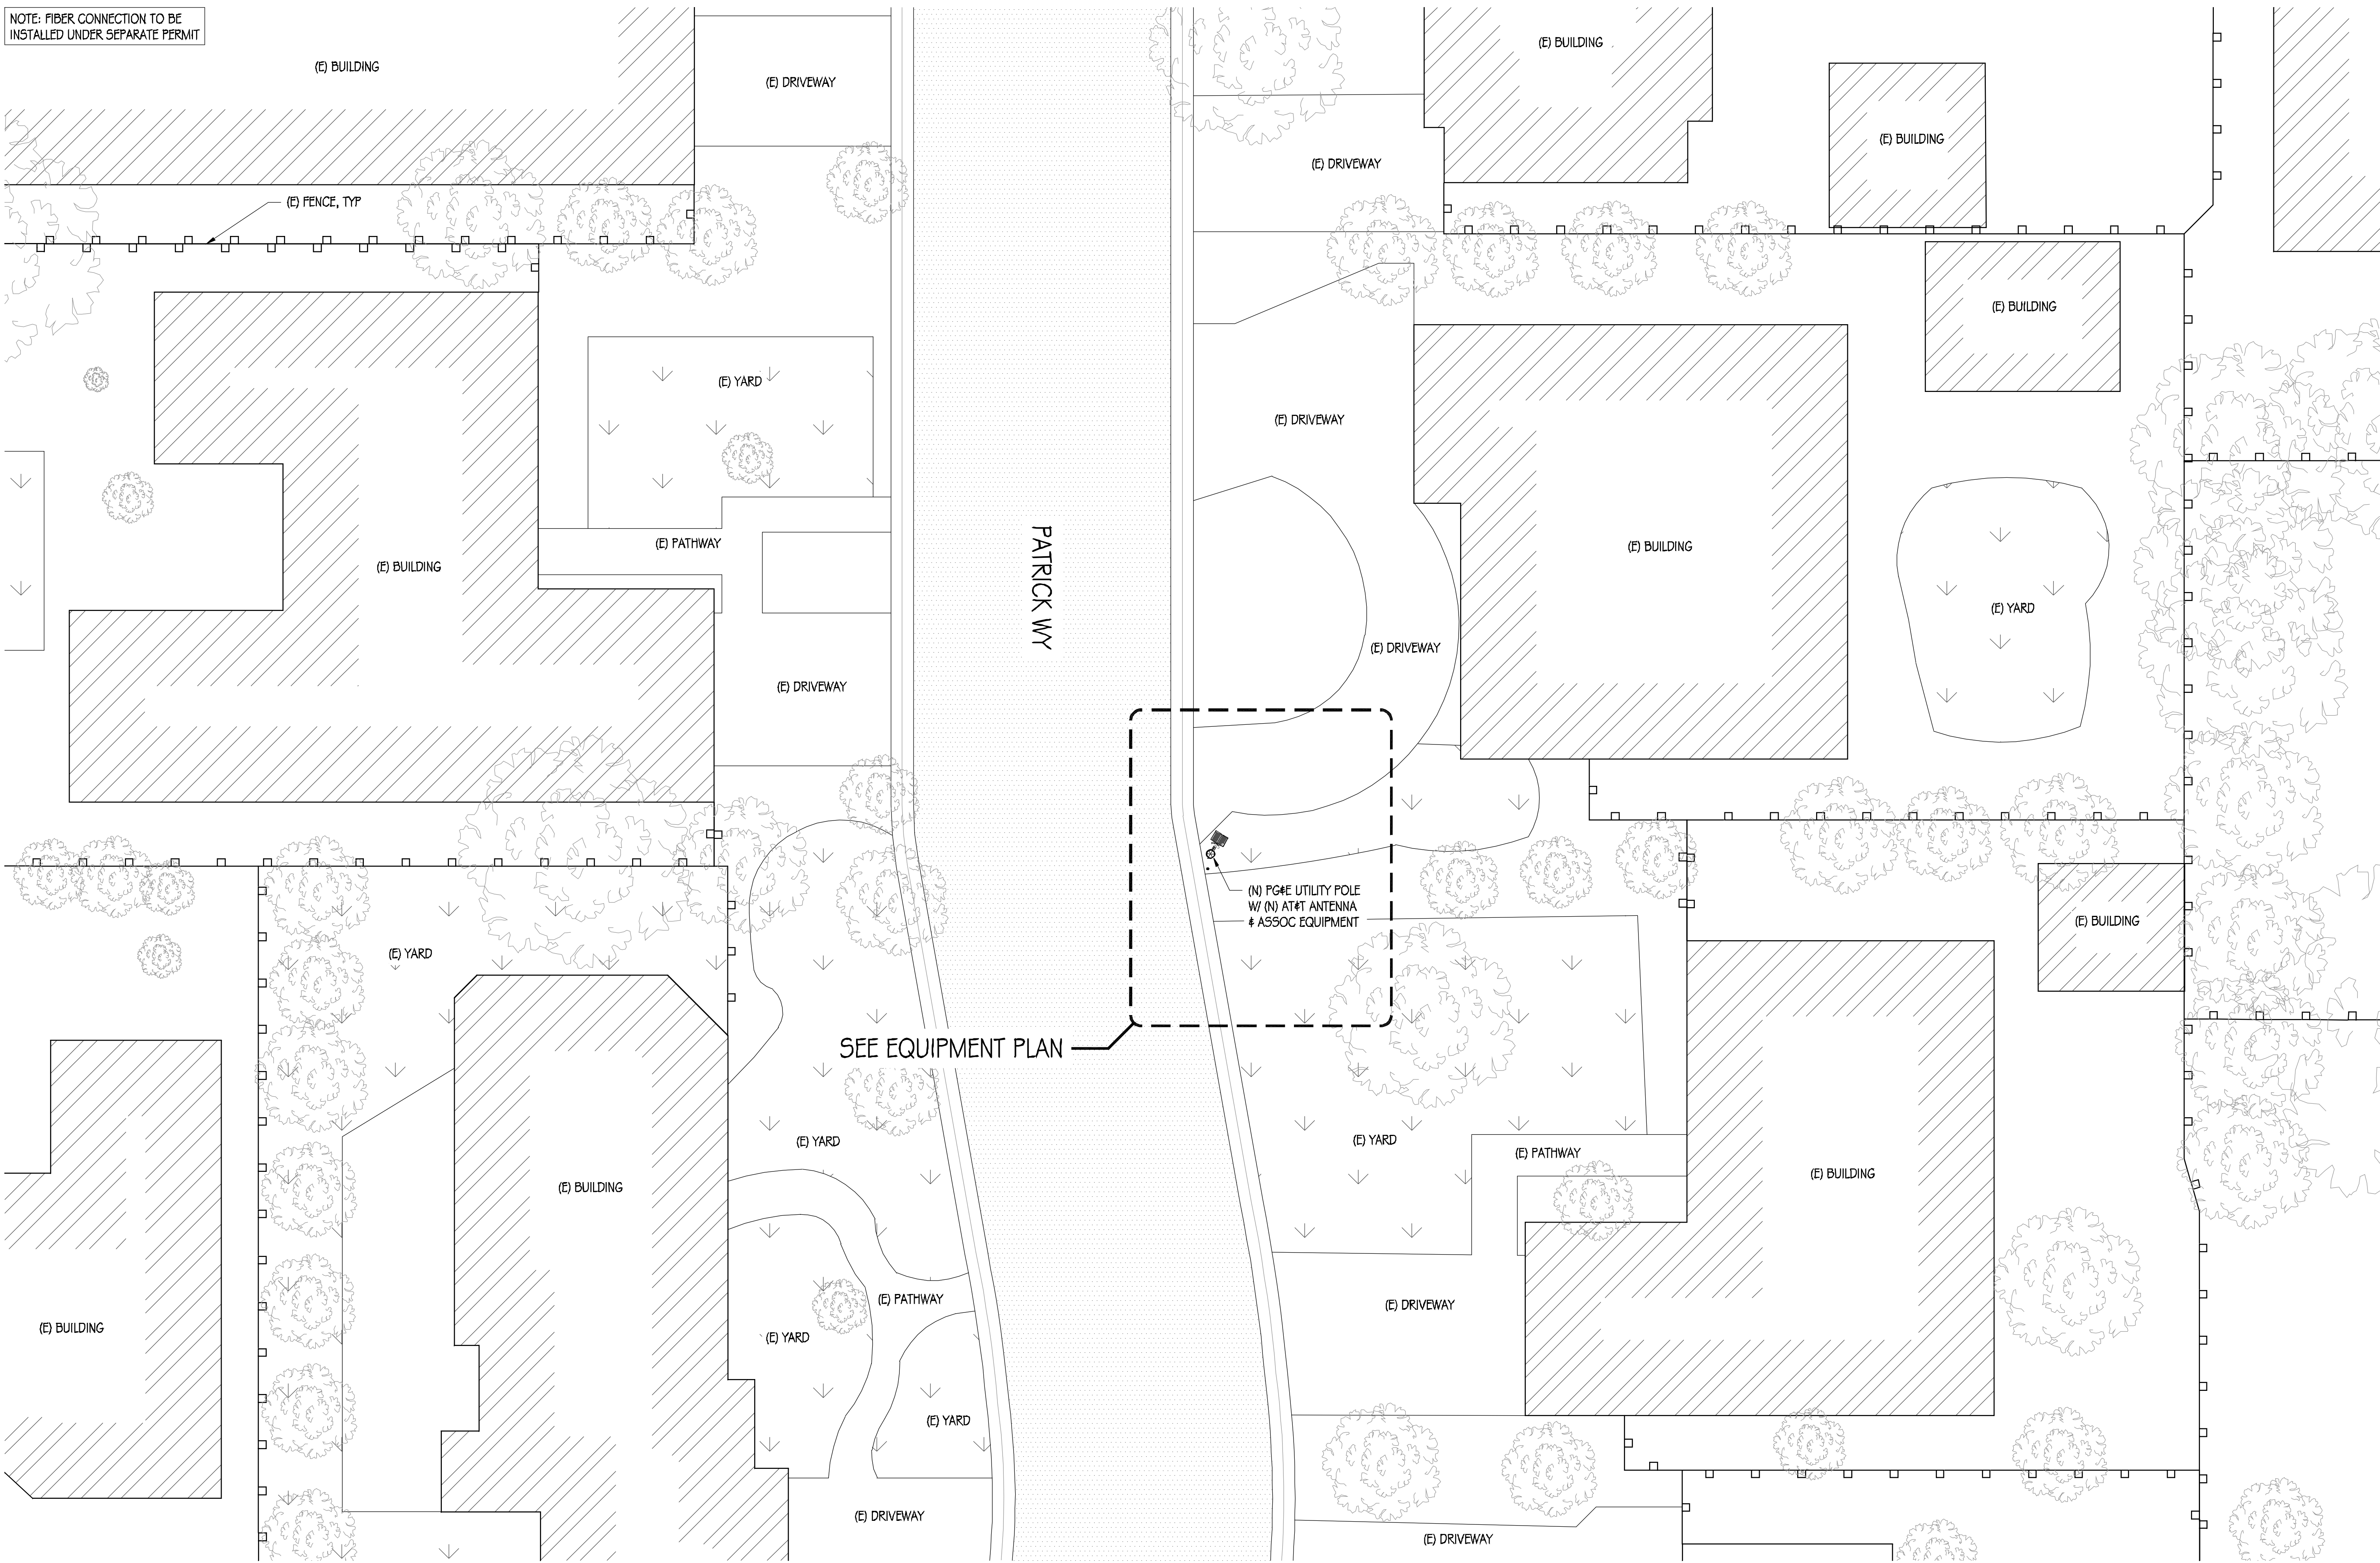 NOTE: FIBER CONNECTION TO BE
INSTALLED UNDER SEPARATE PERMIT
(E) BUILDING
(E) DRIVEWAY
(E) BUILDING
(E) BUILDING
(E) DRIVEWAY
(E) FENCE, TYP
(E) BUILDING
(E) YARD
(E) DRIVEWAY
(E) PATHWAY
(E) BUILDING
(E) BUILDING
PATRICK WY
(E) YARD
(E) DRIVEWAY
(E) DRIVEWAY
(N) PG&E UTILITY POLE
W/ (N) AT&T ANTENNA
& ASSOC EQUIPMENT
(E) BUILDING
(E) YARD
SEE EQUIPMENT PLAN
(E) YARD
(E) YARD
(E) PATHWAY
(E) BUILDING
(E) BUILDING
(E) PATHWAY
(E) DRIVEWAY
(E) BUILDING
(E) YARD
(E) YARD
(E) DRIVEWAY
(E) DRIVEWAY